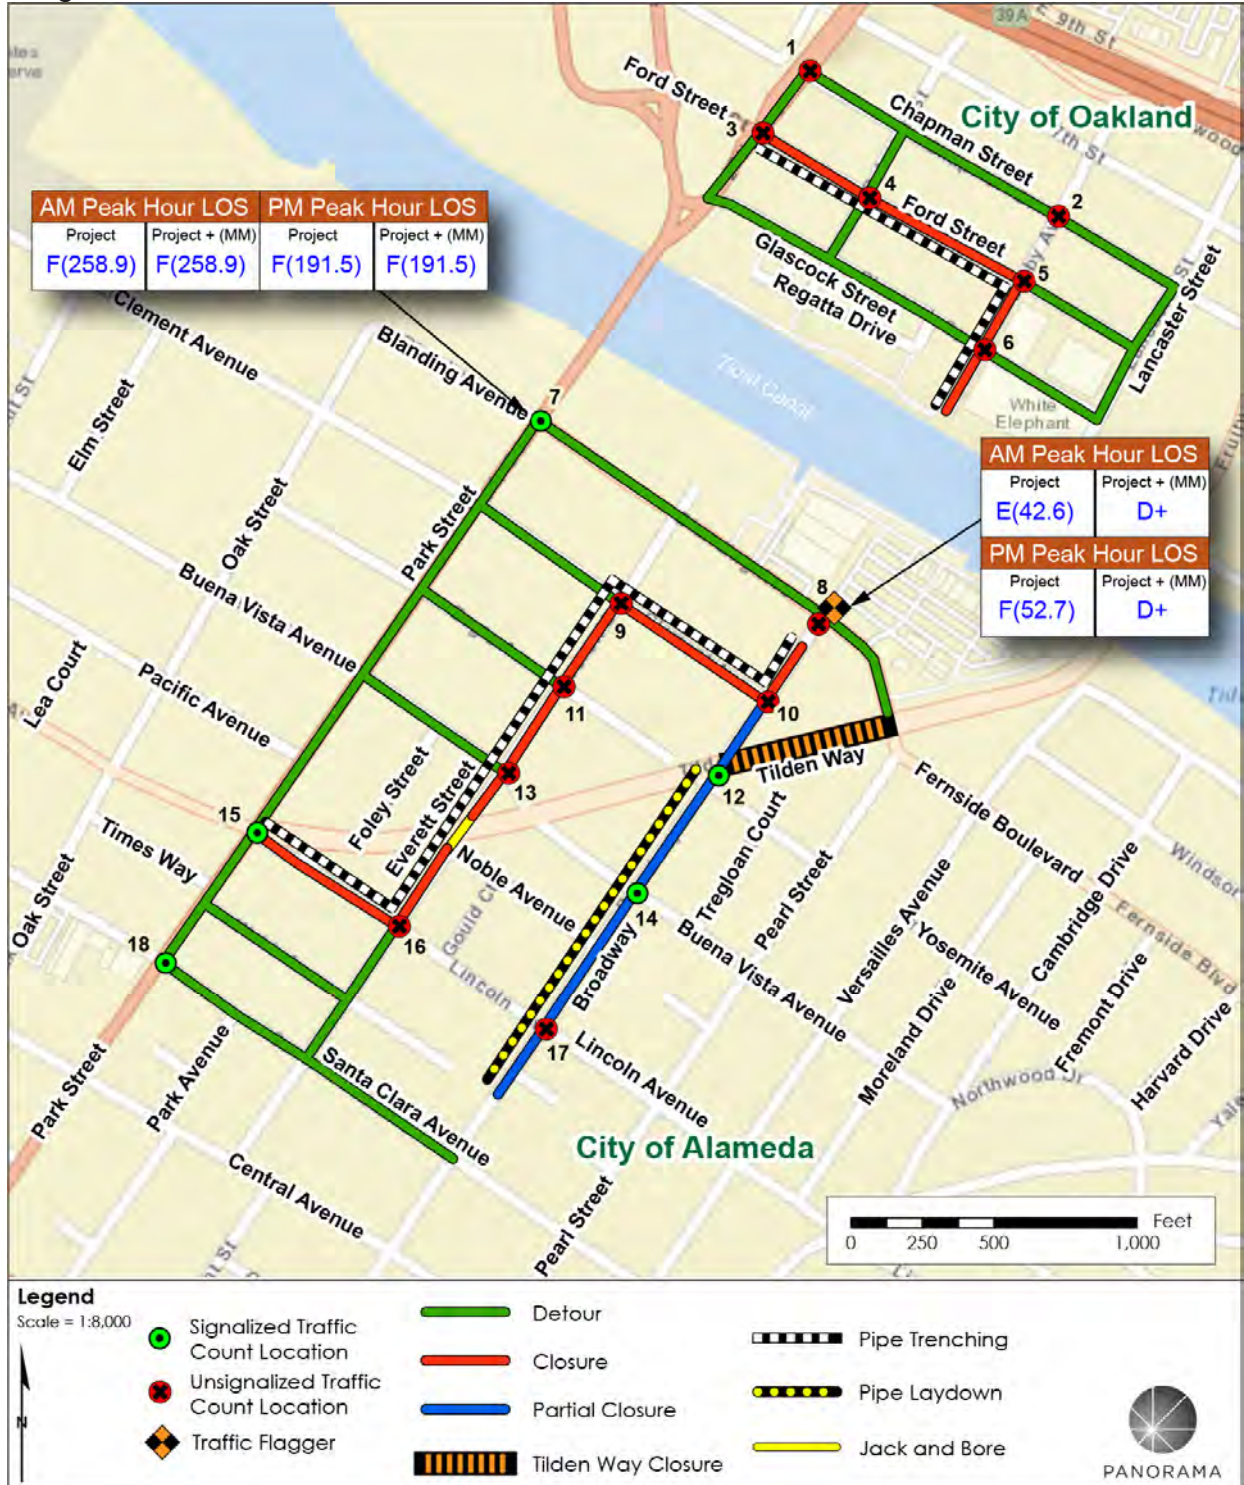 39A
E 9th St
1
Ford Street
Chapman Street
City of Oakland
7th St
3
4
2
Ford Street
5
Glascock Street
Regatta Drive
6
Lancaster Street
White
Elephant
Tidal Canal
AM Peak Hour LOS
PM Peak Hour LOS
Project
Project + (MM)
Project
Project + (MM)
F(258.9)
F(258.9)
F(191.5)
F(191.5)
Clement Avenue
Blanding Avenue
7
Elm Street
Oak Street
Park Street
AM Peak Hour LOS
Project
Project + (MM)
E(42.6)
D+
PM Peak Hour LOS
Project
Project + (MM)
F(52.7)
D+
8
9
10
11
12
13
Buena Vista Avenue
Pacific Avenue
Lea Court
Tilden Way
Foley Street
Everett Street
15
Times Way
Noble Avenue
Gould Ct
Lincoln
14
Tregloan Court
Pearl Street
Fernside Boulevard
Fernside Blvd
Windsor
Versailles Avenue
Yosemite Avenue
Cambridge Drive
Oak Street
18
16
Broadway
Buena Vista Avenue
Moreland Drive
Fremont Drive
Harvard Drive
Northwood Dr
17
Lincoln Avenue
Park Street
Park Avenue
Santa Clara Avenue
Central Avenue
City of Alameda
Pearl Street
Feet
0 250 500 1,000
Legend
Scale = 1:8,000
N
Signalized Traffic
Count Location
Unsignalized Traffic
Count Location
Traffic Flagger
Detour
Closure
Partial Closure
Tilden Way Closure
Pipe Trenching
Pipe Laydown
Jack and Bore
PANORAMA